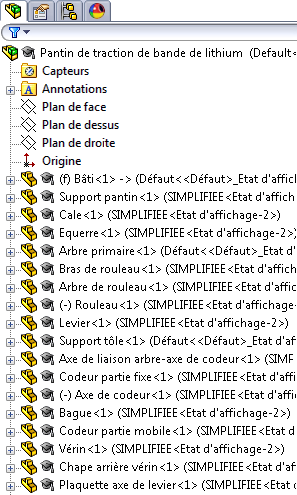 Pantin de traction de bande de lithium (Default<
Capteurs
Annotations
Plan de face
Plan de dessus
Plan de droite
Origine
(f) Bâti<1> -> (Défaut<<Défaut>_Etat d'affich
Support pantin<1> (SIMPLIFIEE<Etat d'affichage-
Cale<1> (SIMPLIFIEE<Etat d'affichage-2>)
Equerre<1> (SIMPLIFIEE<Etat d'affichage-2>)
Arbre primaire<1> (Défaut<<Défaut>_Etat d'aff
Bras de rouleau<1> (SIMPLIFIEE<Etat d'affichage
Arbre de rouleau<1> (SIMPLIFIEE<Etat d'affichag
(-) Rouleau<1> (SIMPLIFIEE<Etat d'affichage-
Levier<1> (SIMPLIFIEE<Etat d'affichage-2>)
Support tôle<1> (Défaut<<Défaut>_Etat d'affic
Axe de liaison arbre-axe de codeur<1> (SIMP
Codeur partie fixe<1> (SIMPLIFIEE<Etat d'affich
(-) Axe de codeur<1> (SIMPLIFIEE<Etat d'affich
Bague<1> (SIMPLIFIEE<Etat d'affichage-2>)
Codeur partie mobile<1> (SIMPLIFIEE<Etat d'aff
Vérin<1> (SIMPLIFIEE<Etat d'affichage-2>)
Chape arrière vérin<1> (SIMPLIFIEE<Etat d'affic
Plaquette axe de levier<1> (SIMPLIFIEE<Etat d'